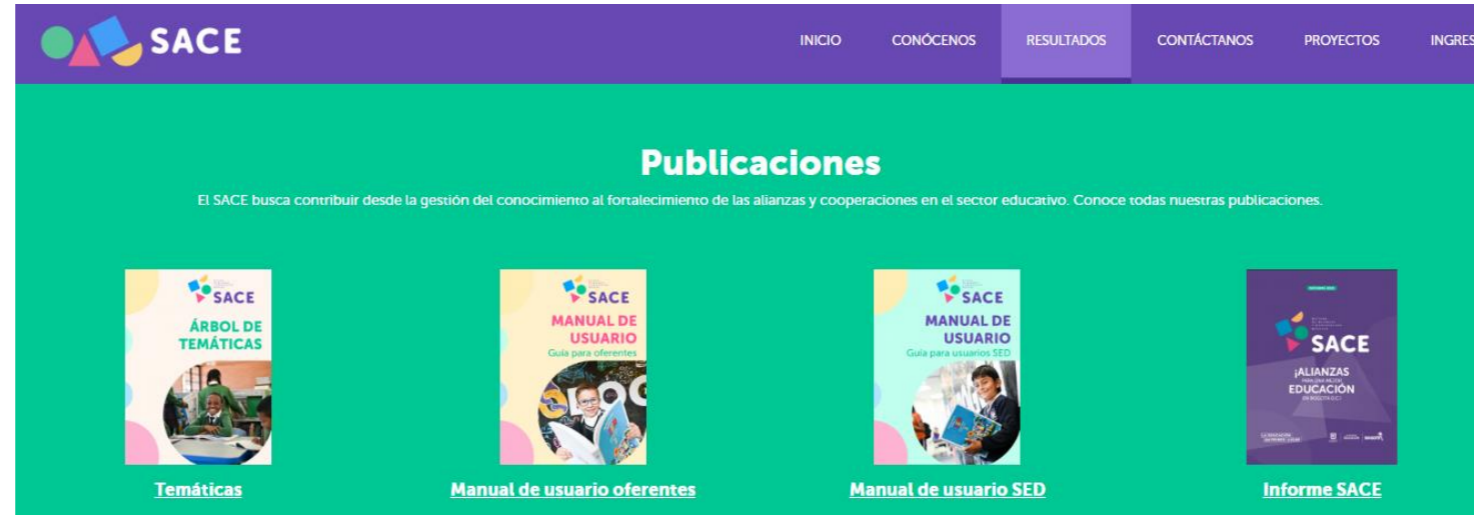 SACE
INICIO
CONÓCENOS
RESULTADOS
CONTÁCTANOS
PROYECTOS
INGRES
Publicaciones
El SACE busca contribuir desde la gestión del conocimiento al fortalecimiento de las alianzas y cooperaciones en el sector educativo. Conoce todas nuestras publicaciones.
SACE
ÁRBOL DE
TEMÁTICAS
Temáticas
SACE
MANUAL DE
USUARIO
Guía para oferentes
Manual de usuario oferentes
SACE
MANUAL DE
USUARIO
Guía para usuarios SED
Manual de usuario SED
SACE
¡ALIANZAS
EDUCACIÓN
Informe SACE